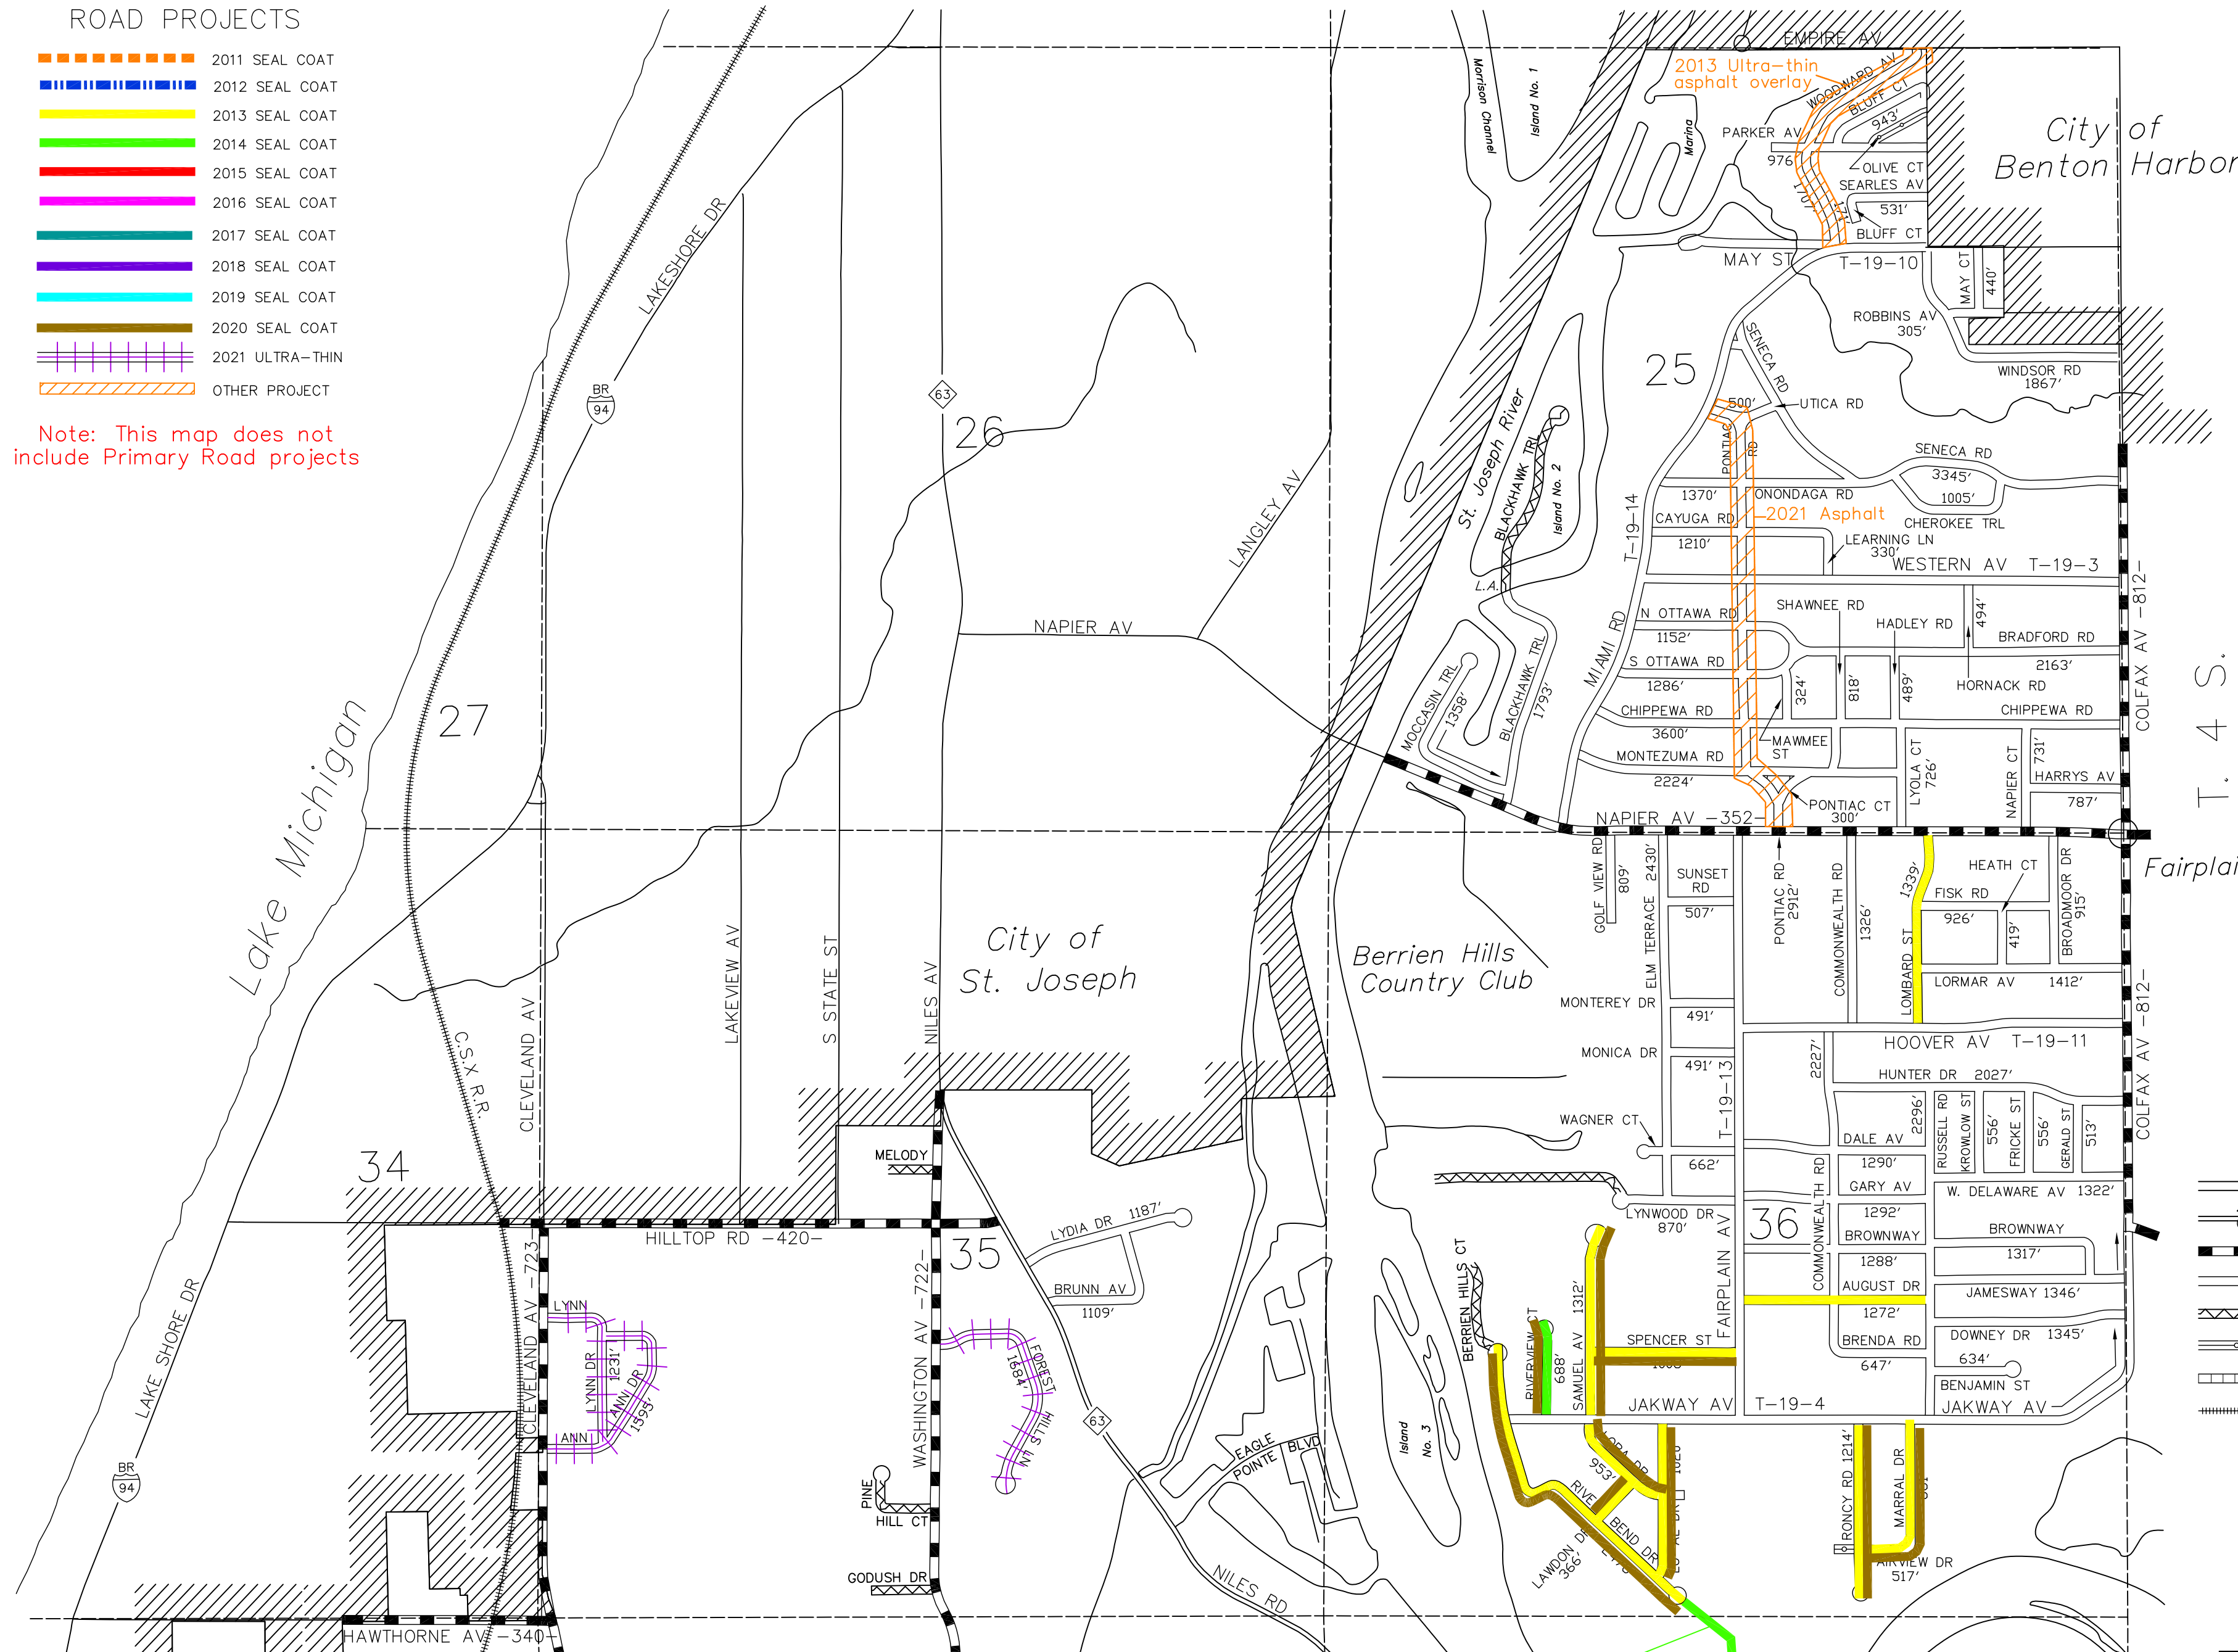 ROAD PROJECTS
2011 SEAL COAT
2012 SEAL COAT
2013 SEAL COAT
2014 SEAL COAT
2015 SEAL COAT
2016 SEAL COAT
2017 SEAL COAT
2018 SEAL COAT
2019 SEAL COAT
2020 SEAL COAT
2021 ULTRA-THIN
OTHER PROJECT
Note: This map does not
include Primary Road projects
LAKESHORE DR
BR
94
63
26
27
Lake Michigan
LANGLEY AV
NAPIER AV
CLEVELAND AV
C.S.X R.R.
LAKEVIEW AV
S STATE ST
NILES AV
City of
St. Joseph
34
MELODY
HILLTOP RD -420-
35
LAKE SHORE DR
BR
94
CLEVELAND AV -723-
LYNN
LYNN DR
1231'
ANN DR
1595'
ANN
WASHINGTON AV -722-
LYDIA DR 1187'
BRUNN AV
1109'
FOREST
HILLS LN
1684'
PINE
HILL CT
GODUSH DR
63
EAGLE
POINTE
BLVD
NILES RD
HAWTHORNE AV -340-
Morrison Channel
Island No. 1
Marina
EMPIRE AV
2013 Ultra-thin
asphalt overlay
WOODWARD AV
BLUFF CT
943'
PARKER AV
976'
OLIVE CT
SEARLES AV
531'
1707'
171'
BLUFF CT
City of
Benton Harbor
MAY ST
T-19-10
MAY CT
440'
ROBBINS AV
305'
WINDSOR RD
1867'
25
SENECA RD
UTICA RD
500'
PONTIAC
RD
St. Joseph River
BLACKHAWK TRL
Island No. 2
L.A.
T-19-14
MIAMI RD
SENECA RD
3345'
1005'
CHEROKEE TRL
1370'
ONONDAGA RD
CAYUGA RD
2021 Asphalt
1210'
LEARNING LN
330'
WESTERN AV T-19-3
N OTTAWA RD
1152'
SHAWNEE RD
HADLEY RD
494'
BRADFORD RD
2163'
S OTTAWA RD
1286'
324'
818'
489'
HORNACK RD
CHIPPEWA RD
3600'
CHIPPEWA RD
MAWMEE
ST
MONTEZUMA RD
2224'
LYOLA CT
726'
NAPIER CT
731'
HARRYS AV
787'
PONTIAC CT
300'
MOCCASIN TRL
1358'
BLACKHAWK TRL
1793'
COLFAX AV -812-
T. 4 S.
NAPIER AV -352-
Berrien Hills
Country Club
GOLF VIEW RD
809'
ELM TERRACE 2430'
SUNSET
RD
507'
PONTIAC RD
2912'
COMMONWEALTH RD
1326'
1339'
LOMBARD ST
HEATH CT
FISK RD
926'
419'
BROADMOOR DR
915'
LORMAR AV 1412'
MONTEREY DR
491'
MONICA DR
491'
T-19-13
HOOVER AV T-19-11
COLFAX AV -812-
2227'
HUNTER DR 2027'
WAGNER CT
662'
DALE AV
1290'
2296'
RUSSELL RD
KROWLOW ST
556'
FRICKE ST
556'
GERALD ST
513'
GARY AV
1292'
W. DELAWARE AV 1322'
LYNWOOD DR
870'
36
COMMONWEALTH RD
BROWNWAY
1288'
BROWNWAY
1317'
FAIRPLAIN AV
AUGUST DR
1272'
JAMESWAY 1346'
BRENDA RD
647'
DOWNEY DR 1345'
634'
BENJAMIN ST
BERRIEN HILLS CT
688'
SAMUEL AV 1312'
SPENCER ST
JAKWAY AV T-19-4
JAKWAY AV
Island
No. 3
953'
BEND DR
LAWDON DR
366'
RONCY RD 1214'
MARRAL DR
517'